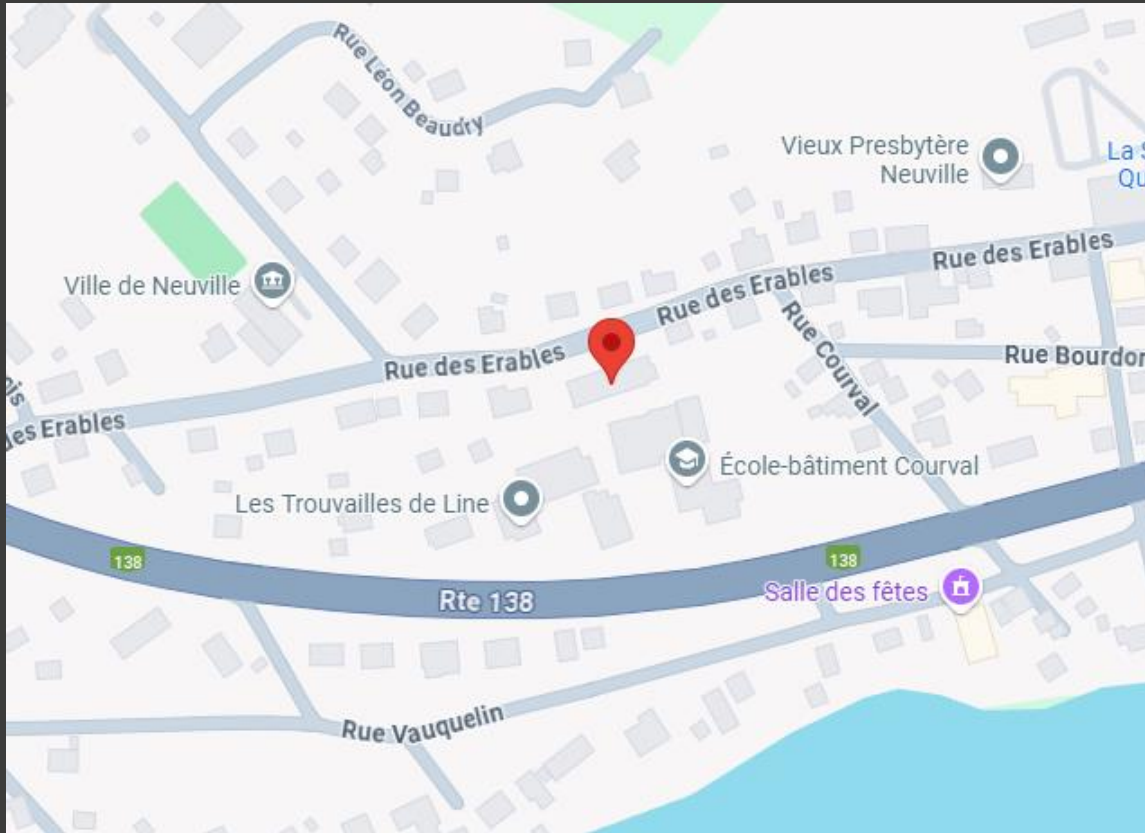 Rue Léon Beaudry
Vieux Presbytère
Neuville
La S
Qu
Rue des Erables
Ville de Neuville
Rue des Erables
Rue Courval
Rue des Erables
Rue Bourdon
cis
des Erables
École-bâtiment Courval
Les Trouvailles de Line
138
138
Rte 138
Salle des fêtes
Rue Vauquelin